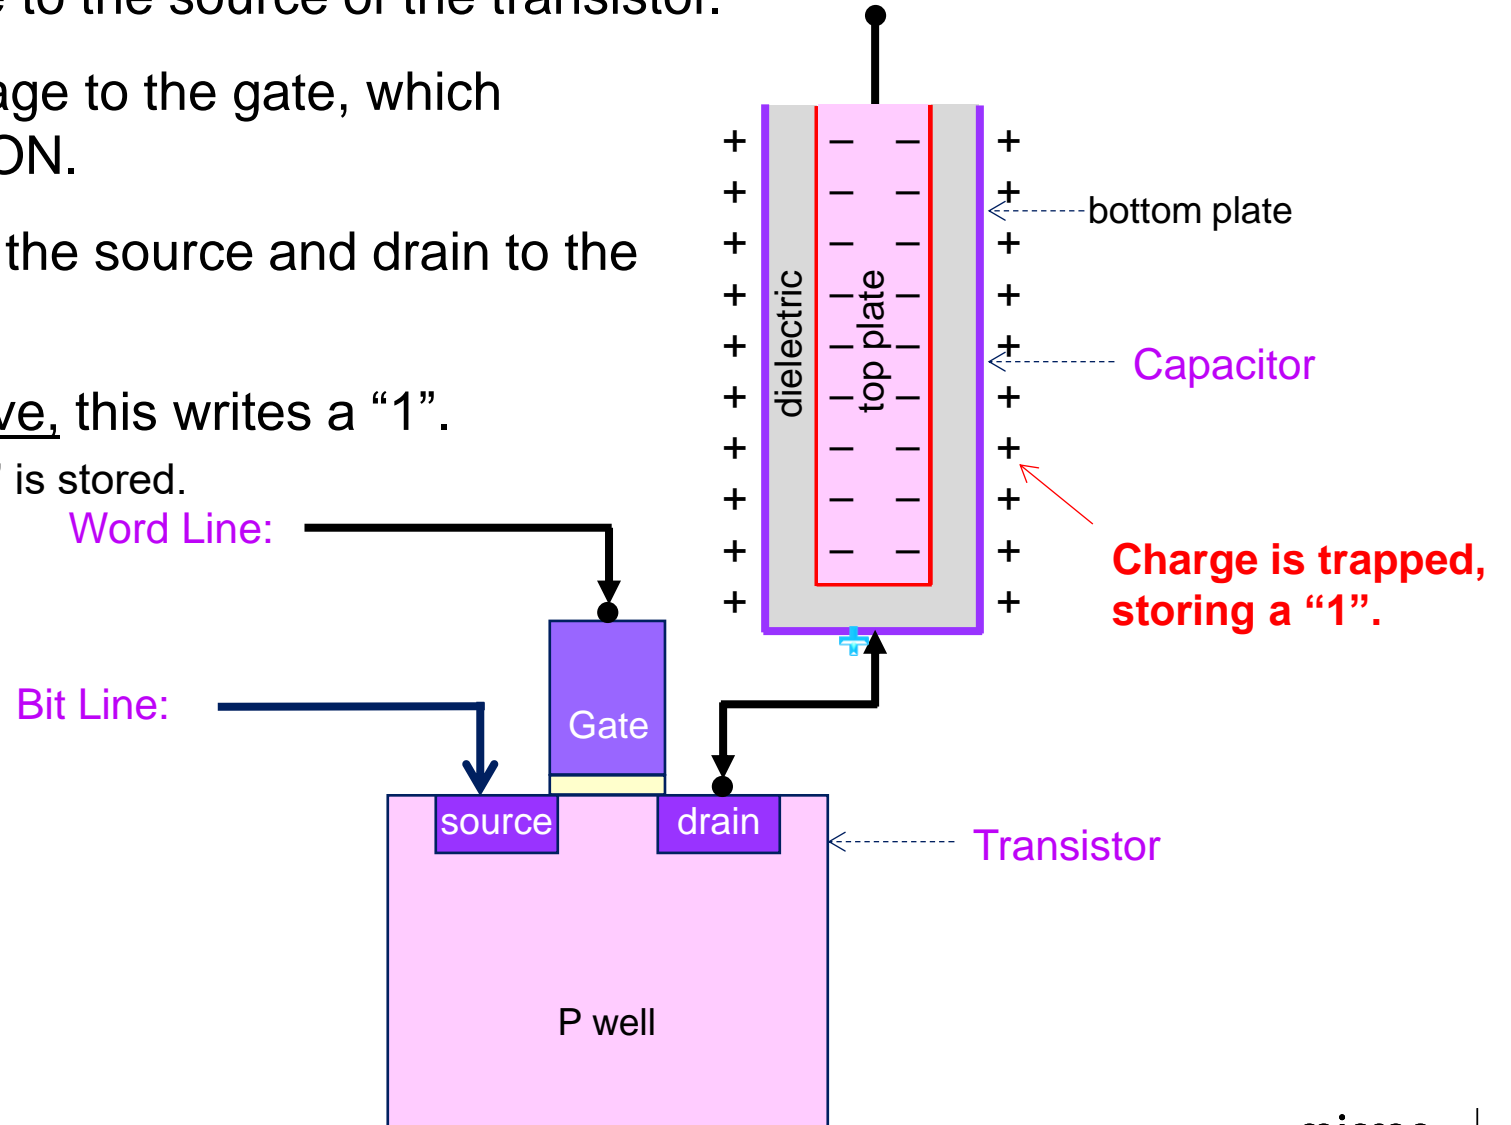 to the source of the transistor.
age to the gate, which
ON.
the source and drain to the
ve, this writes a “1”.
” is stored.
Word Line:
Bit Line:
Gate
source
drain
P well
Transistor
dielectric
top plate
bottom plate
Capacitor
Charge is trapped,
storing a “1”.